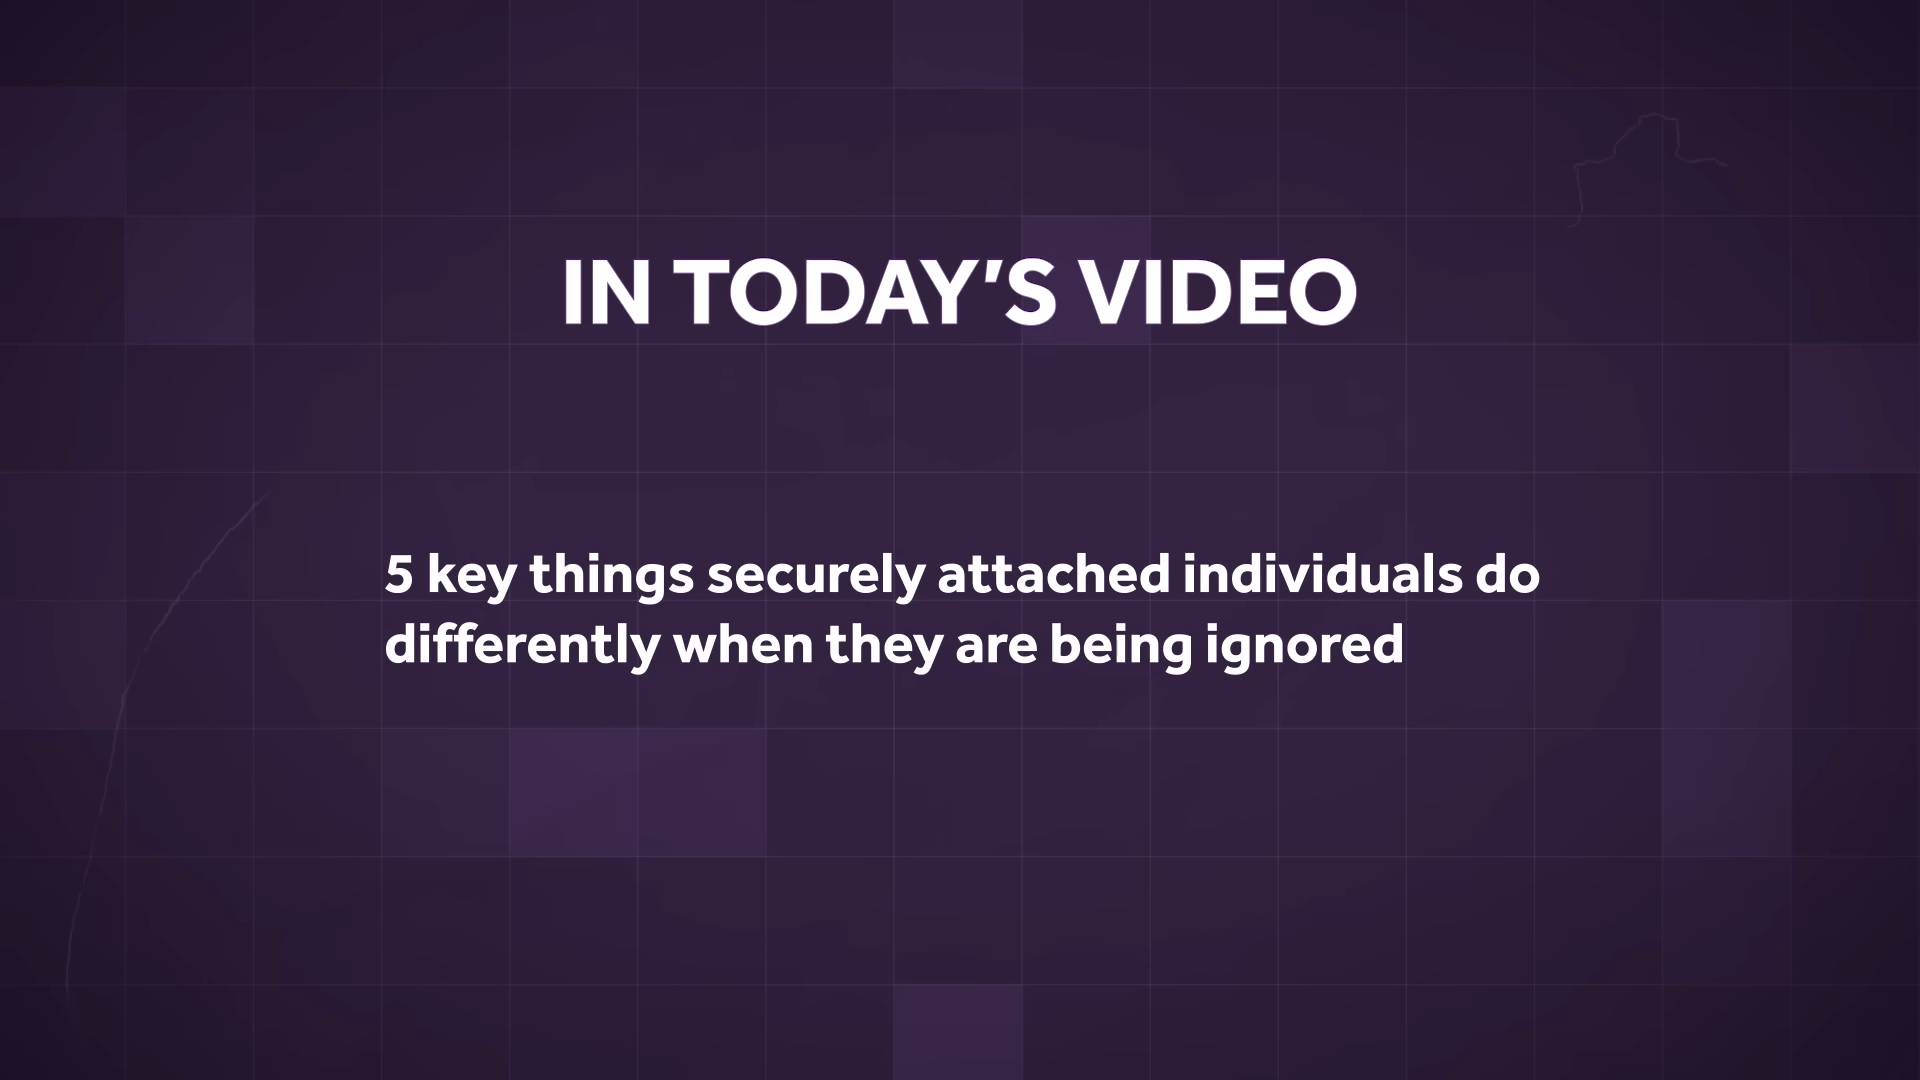 IN TODAY'S VIDEO
5 key things securely attached individuals do
differently when they are being ignored